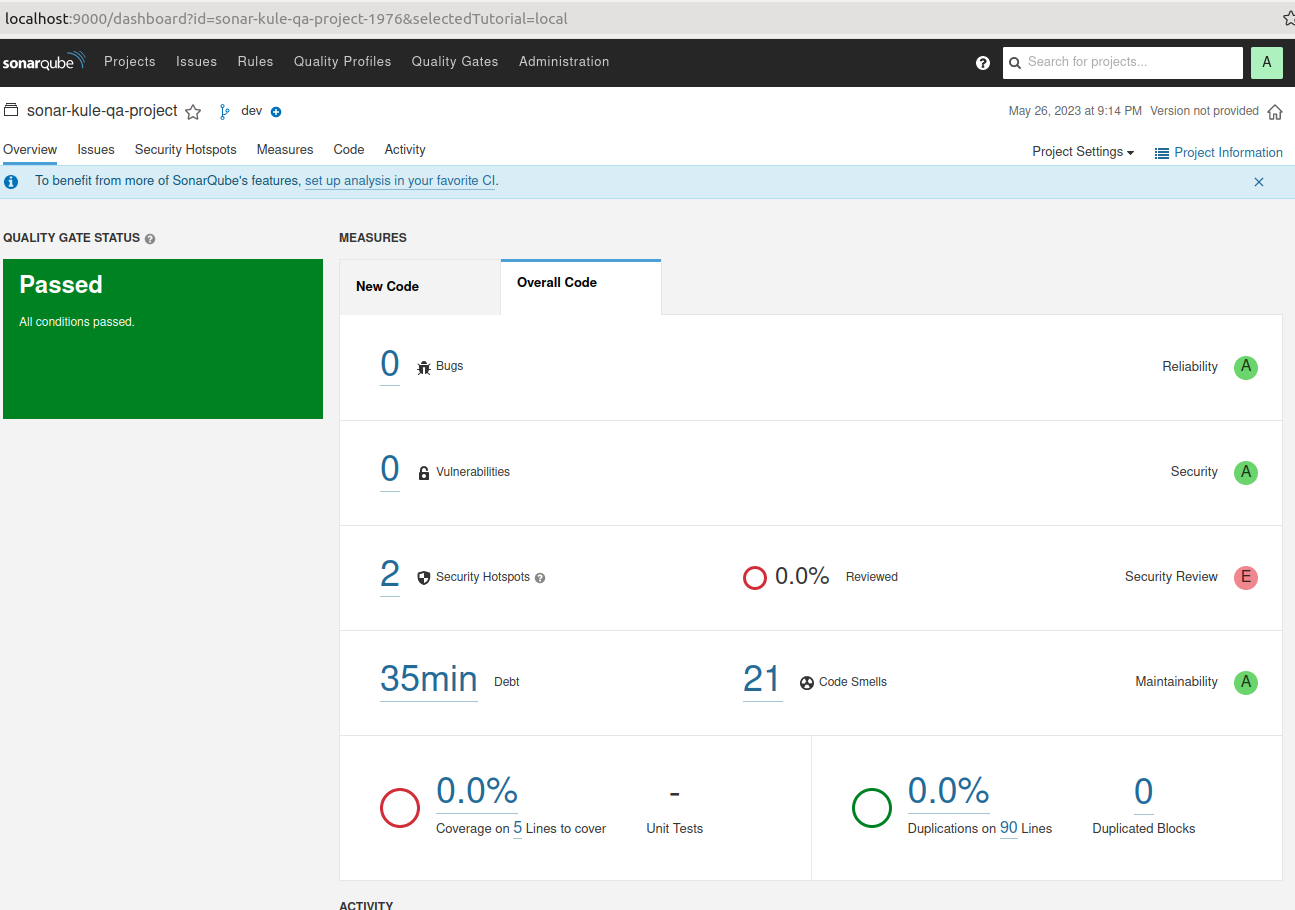 localhost:9000/dashboard?id=sonar-kule-qa-project-1976&selectedTutorial=local
sonarqube Projects Issues Rules Quality Profiles Quality Gates Administration ? Search for projects... A
sonar-kule-qa-project dev May 26, 2023 at 9:14 PM Version not provided
Overview Issues Security Hotspots Measures Code Activity Project Settings Project Information
To benefit from more of SonarQube's features, set up analysis in your favorite CI.
QUALITY GATE STATUS ?
Passed
All conditions passed.
MEASURES
New Code Overall Code
0 Bugs Reliability A
0 Vulnerabilities Security A
2 Security Hotspots ? 0.0% Reviewed Security Review E
35min Debt 21 Code Smells Maintainability A
0.0% -
Coverage on 5 Lines to cover Unit Tests
0.0% 0
Duplications on 90 Lines Duplicated Blocks
ACTIVITY